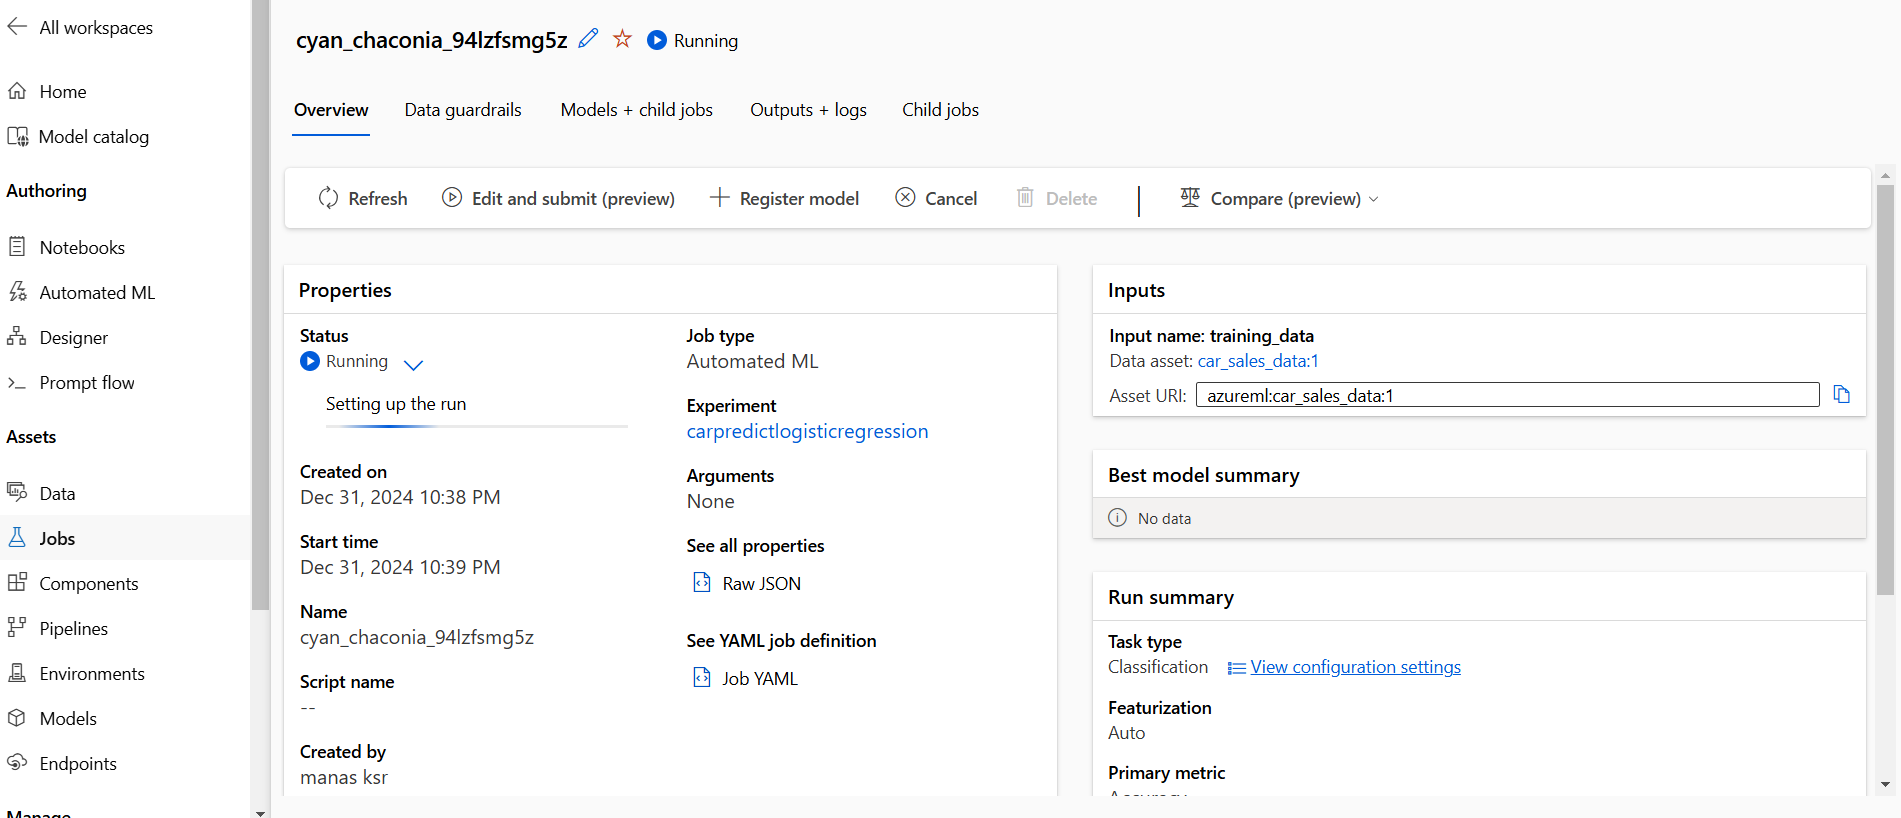 All workspaces
Home
Model catalog
Authoring
Notebooks
Automated ML
Designer
Prompt flow
Assets
Data
Jobs
Components
Pipelines
Environments
Models
Endpoints
Manage
cyan_chaconia_94lzfsmg5z Running
Overview Data guardrails Models + child jobs Outputs + logs Child jobs
Refresh Edit and submit (preview) Register model Cancel Delete Compare (preview)
Properties
Status
Running
Setting up the run
Created on
Dec 31, 2024 10:38 PM
Start time
Dec 31, 2024 10:39 PM
Name
cyan_chaconia_94lzfsmg5z
Script name
--
Created by
manas ksr
Job type
Automated ML
Experiment
carpredictlogisticregression
Arguments
None
See all properties
Raw JSON
See YAML job definition
Job YAML
Inputs
Input name: training_data
Data asset: car_sales_data:1
Asset URI: azureml:car_sales_data:1
Best model summary
No data
Run summary
Task type
Classification View configuration settings
Featurization
Auto
Primary metric
Accuracy